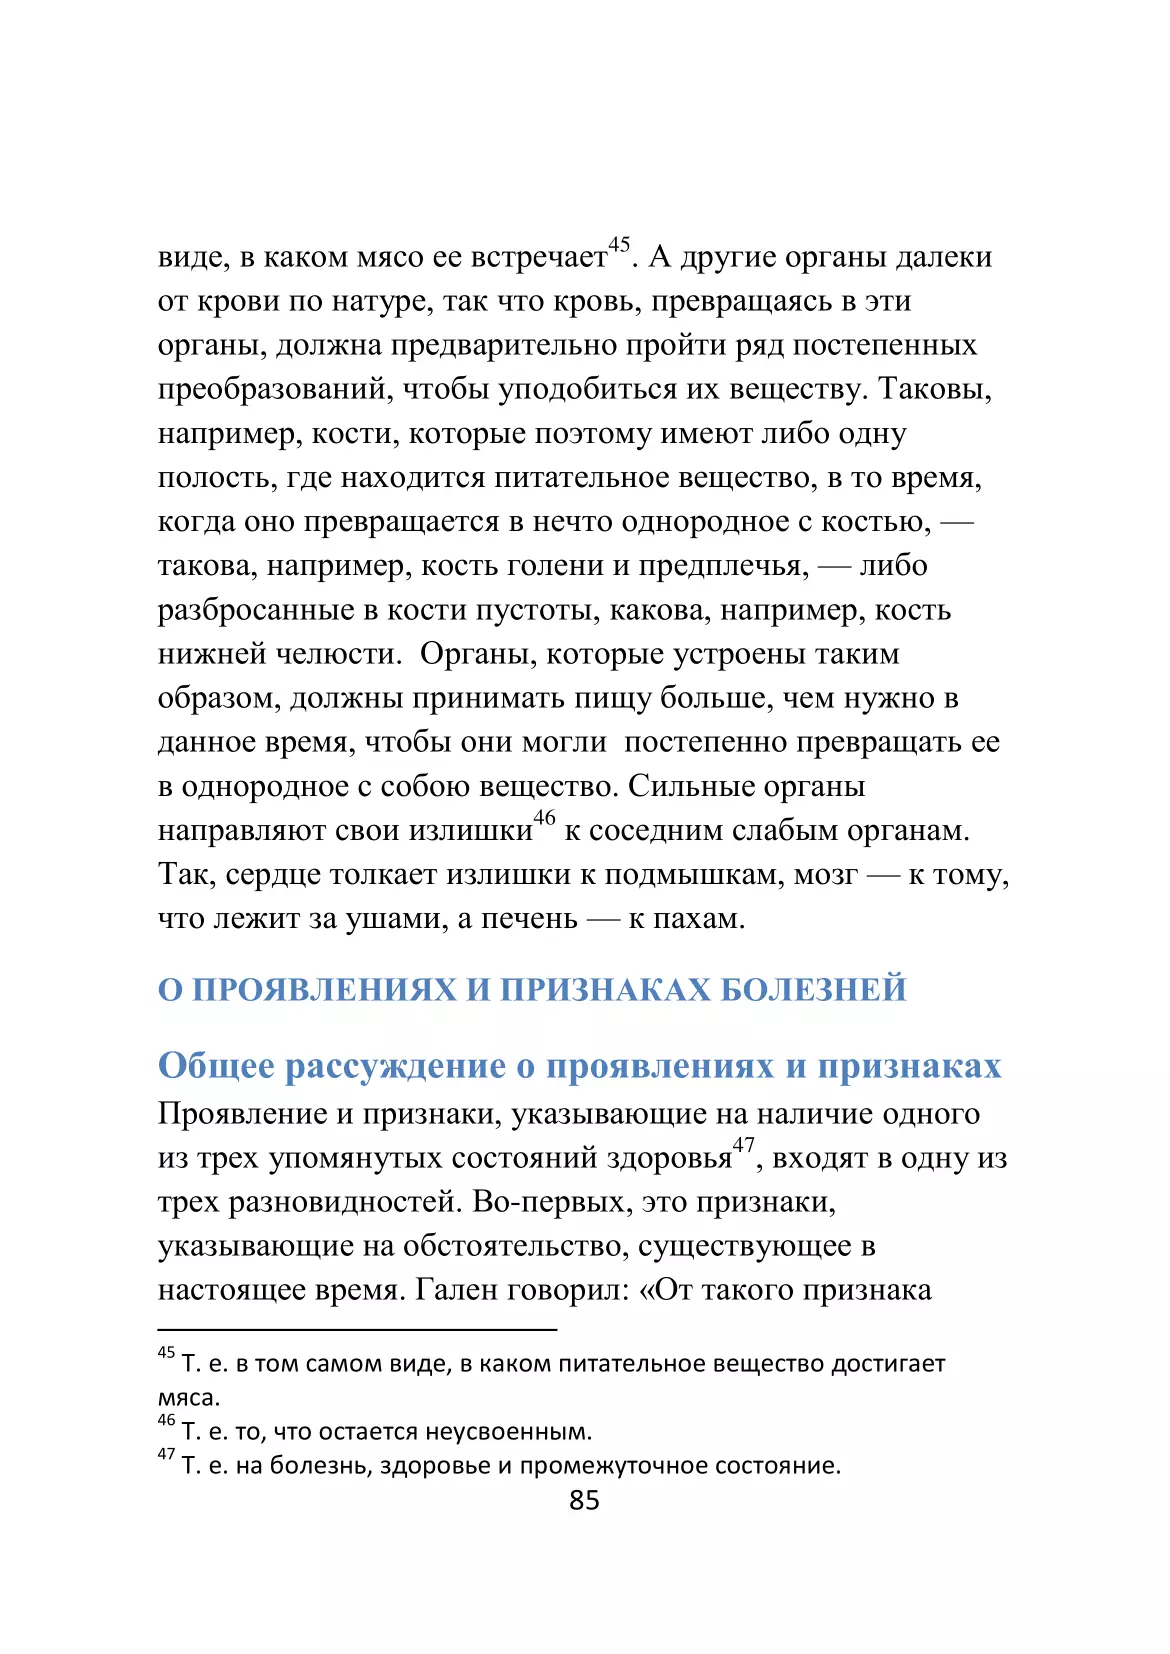 виде, в каком мясо ее встречает45. А другие органы далеки
от крови по натуре, так что кровь, превращаясь в эти
органы, должна предварительно пройти ряд постепенных
преобразований, чтобы уподобиться их веществу. Таковы,
например, кости, которые поэтому имеют либо одну
полость, где находится питательное вещество, в то время,
когда оно превращается в нечто однородное с костью, —
такова, например, кость голени и предплечья, — либо
разбросанные в кости пустоты, какова, например, кость
нижней челюсти.  Органы, которые устроены таким
образом, должны принимать пищу больше, чем нужно в
данное время, чтобы они могли  постепенно превращать ее
в однородное с собою вещество. Сильные органы
направляют свои излишки46 к соседним слабым органам.
Так, сердце толкает излишки к подмышкам, мозг — к тому,
что лежит за ушами, а печень — к пахам.
О ПРОЯВЛЕНИЯХ И ПРИЗНАКАХ БОЛЕЗНЕЙ
Общее рассуждение о проявлениях и признаках
Проявление и признаки, указывающие на наличие одного
из трех упомянутых состояний здоровья47, входят в одну из
трех разновидностей. Во-первых, это признаки,
указывающие на обстоятельство, существующее в
настоящее время. Гален говорил: «От такого признака
45 Т. е. в том самом виде, в каком питательное вещество достигает
мяса.
46 Т. е. то, что остается неусвоенным.
47 Т. е. на болезнь, здоровье и промежуточное состояние.
85